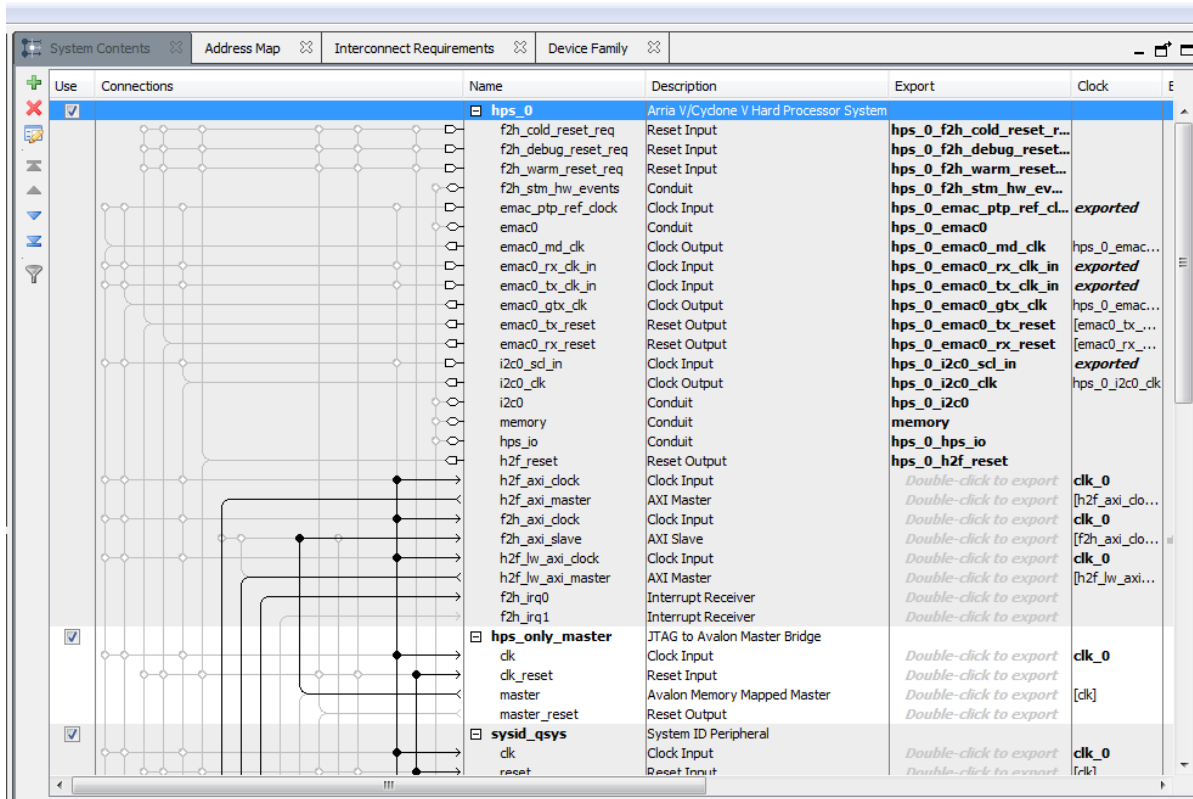 System Contents Address Map Interconnect Requirements Device Family
Use Connections Name Description Export Clock E
hps_0 Arria V/Cyclone V Hard Processor System
f2h_cold_reset_req Reset Input hps_0_f2h_cold_reset_r...
f2h_debug_reset_req Reset Input hps_0_f2h_debug_reset...
f2h_warm_reset_req Reset Input hps_0_f2h_warm_reset...
f2h_stm_hw_events Conduit hps_0_f2h_stm_hw_ev...
emac_ptp_ref_clock Clock Input hps_0_emac_ptp_ref_cl... exported
emac0 Conduit hps_0_emac0
emac0_md_clk Clock Output hps_0_emac0_md_clk hps_0_emac...
emac0_rx_clk_in Clock Input hps_0_emac0_rx_clk_in exported
emac0_tx_clk_in Clock Input hps_0_emac0_tx_clk_in exported
emac0_gtx_clk Clock Output hps_0_emac0_gtx_clk hps_0_emac...
emac0_tx_reset Reset Output hps_0_emac0_tx_reset [emac0_tx_...
emac0_rx_reset Reset Output hps_0_emac0_rx_reset [emac0_rx_...
i2c0_scl_in Clock Input hps_0_i2c0_scl_in exported
i2c0_clk Clock Output hps_0_i2c0_clk hps_0_i2c0_clk
i2c0 Conduit hps_0_i2c0
memory Conduit memory
hps_io Conduit hps_0_hps_io
h2f_reset Reset Output hps_0_h2f_reset
h2f_axi_clock Clock Input Double-click to export clk_0
h2f_axi_master AXI Master Double-click to export [h2f_axi_clo...
f2h_axi_clock Clock Input Double-click to export clk_0
f2h_axi_slave AXI Slave Double-click to export [f2h_axi_clo...
h2f_lw_axi_clock Clock Input Double-click to export clk_0
h2f_lw_axi_master AXI Master Double-click to export [h2f_lw_axi...
f2h_irq0 Interrupt Receiver Double-click to export
f2h_irq1 Interrupt Receiver Double-click to export
hps_only_master JTAG to Avalon Master Bridge
clk Clock Input Double-click to export clk_0
clk_reset Reset Input Double-click to export
master Avalon Memory Mapped Master Double-click to export [clk]
master_reset Reset Output Double-click to export
sysid_qsys System ID Peripheral
clk Clock Input Double-click to export clk_0
reset Reset Input Double-click to export [clk]